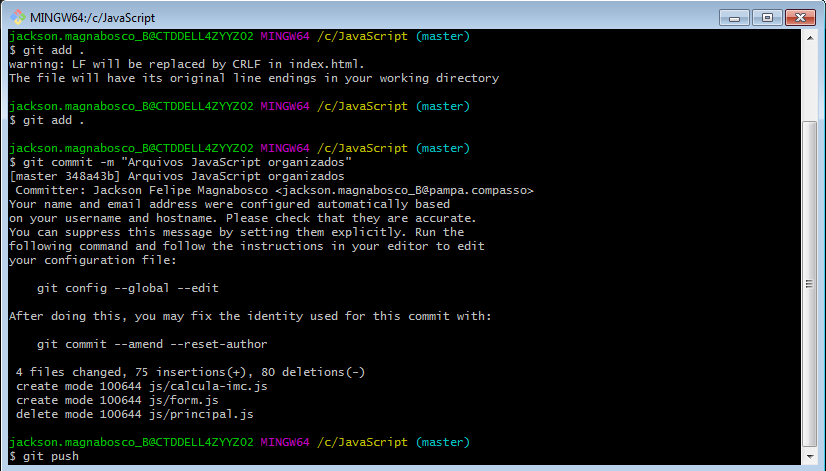 MINGW64:/c/JavaScript
jackson.magnabosco_B@CTDDELL4ZYYZ02 MINGW64 /c/JavaScript (master)
$ git add .
warning: LF will be replaced by CRLF in index.html.
The file will have its original line endings in your working directory
jackson.magnabosco_B@CTDDELL4ZYYZ02 MINGW64 /c/JavaScript (master)
$ git add .
jackson.magnabosco_B@CTDDELL4ZYYZ02 MINGW64 /c/JavaScript (master)
$ git commit -m "Arquivos JavaScript organizados"
[master 348a43b] Arquivos JavaScript organizados
 Committer: Jackson Felipe Magnabosco <jackson.magnabosco_B@pampa.compasso>
Your name and email address were configured automatically based
on your username and hostname. Please check that they are accurate.
You can suppress this message by setting them explicitly. Run the
following command and follow the instructions in your editor to edit
your configuration file:
    git config --global --edit
After doing this, you may fix the identity used for this commit with:
    git commit --amend --reset-author
 4 files changed, 75 insertions(+), 80 deletions(-)
 create mode 100644 js/calcula-imc.js
 create mode 100644 js/form.js
 delete mode 100644 js/principal.js
jackson.magnabosco_B@CTDDELL4ZYYZ02 MINGW64 /c/JavaScript (master)
$ git push